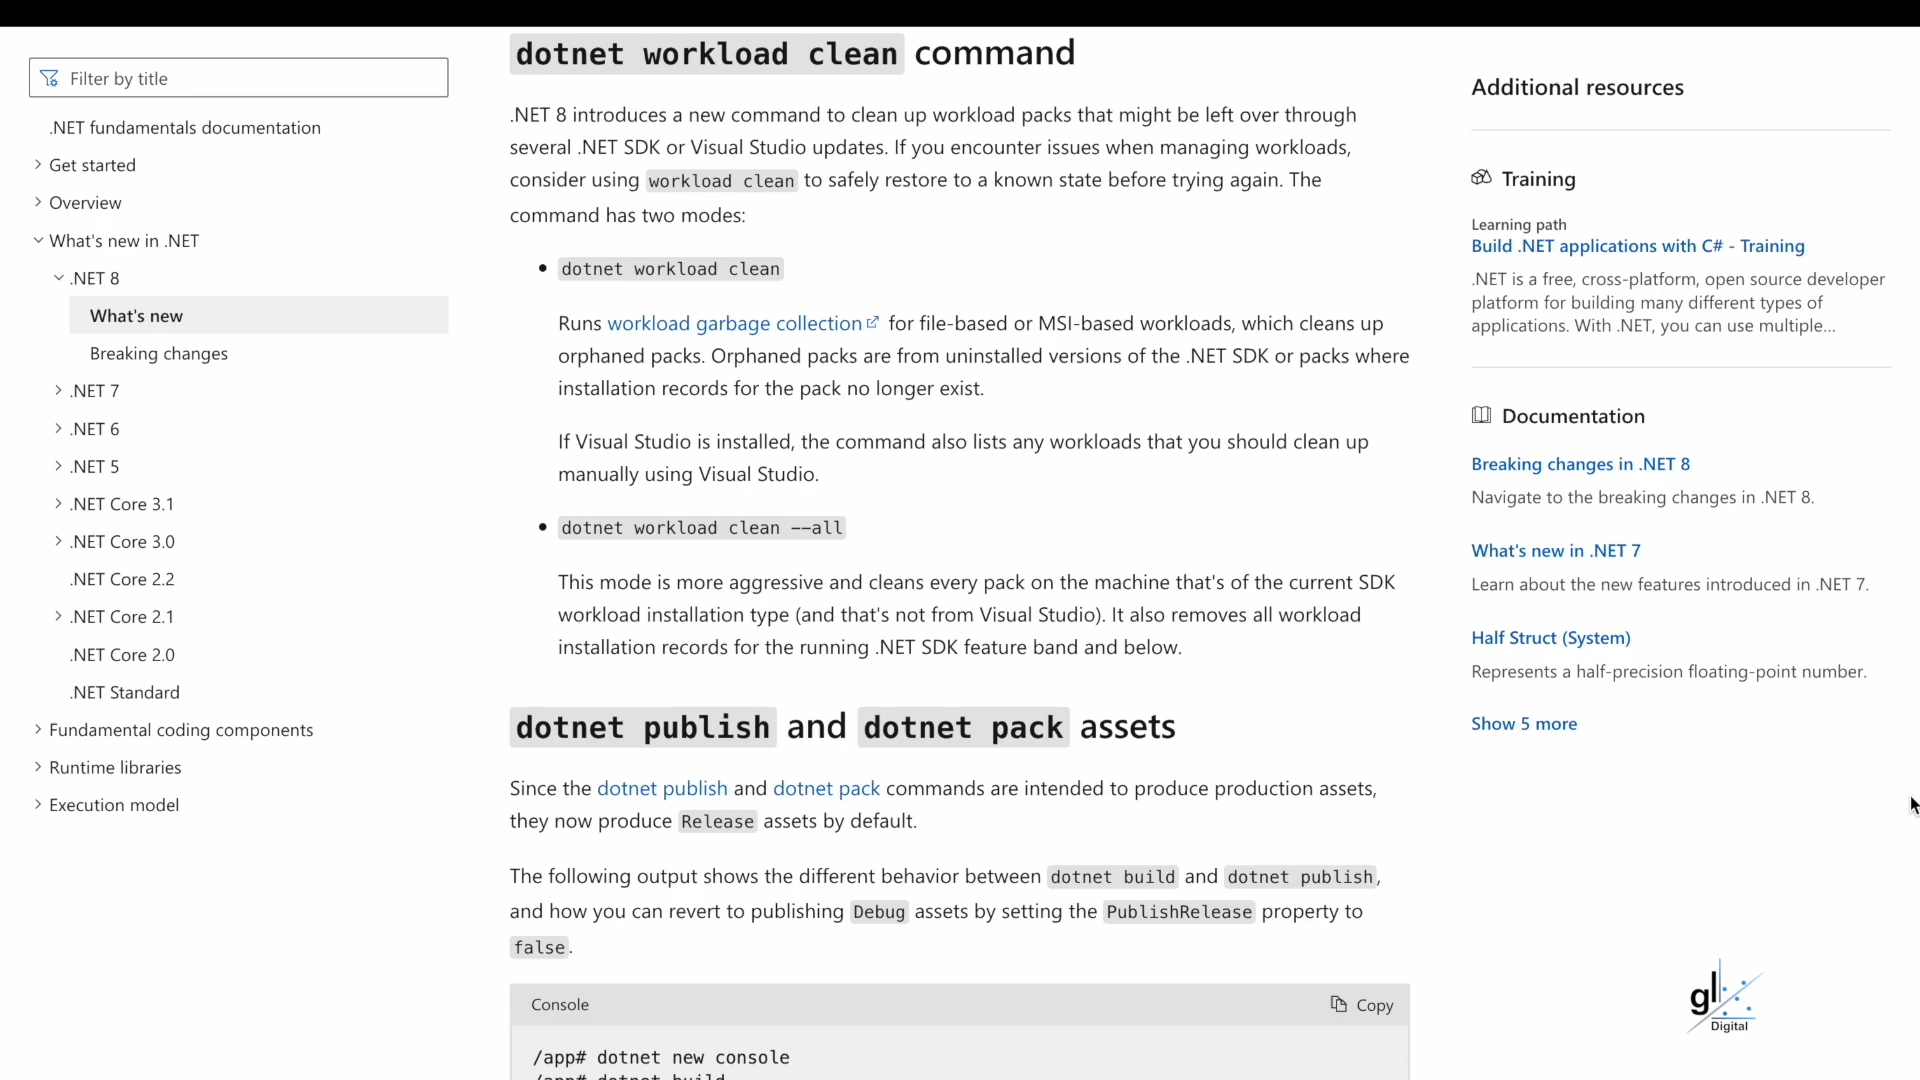 Filter by title
.NET fundamentals documentation
Get started
Overview
What's new in .NET
.NET 8
What's new
Breaking changes
.NET 7
.NET 6
.NET 5
.NET Core 3.1
.NET Core 3.0
.NET Core 2.2
.NET Core 2.1
.NET Core 2.0
.NET Standard
Fundamental coding components
Runtime libraries
Execution model
dotnet workload clean command
.NET 8 introduces a new command to clean up workload packs that might be left over through
several .NET SDK or Visual Studio updates. If you encounter issues when managing workloads,
consider using workload clean to safely restore to a known state before trying again. The
command has two modes:
• dotnet workload clean
Runs workload garbage collection for file-based or MSI-based workloads, which cleans up
orphaned packs. Orphaned packs are from uninstalled versions of the .NET SDK or packs where
installation records for the pack no longer exist.
If Visual Studio is installed, the command also lists any workloads that you should clean up
manually using Visual Studio.
• dotnet workload clean --all
This mode is more aggressive and cleans every pack on the machine that's of the current SDK
workload installation type (and that's not from Visual Studio). It also removes all workload
installation records for the running .NET SDK feature band and below.
dotnet publish and dotnet pack assets
Since the dotnet publish and dotnet pack commands are intended to produce production assets,
they now produce Release assets by default.
The following output shows the different behavior between dotnet build and dotnet publish,
and how you can revert to publishing Debug assets by setting the PublishRelease property to
false.
Console
Copy
/app# dotnet new console
/app# dotnet build
Additional resources
Training
Learning path
Build .NET applications with C# - Training
.NET is a free, cross-platform, open source developer
platform for building many different types of
applications. With .NET, you can use multiple...
Documentation
Breaking changes in .NET 8
Navigate to the breaking changes in .NET 8.
What's new in .NET 7
Learn about the new features introduced in .NET 7.
Half Struct (System)
Represents a half-precision floating-point number.
Show 5 more
gl
Digital